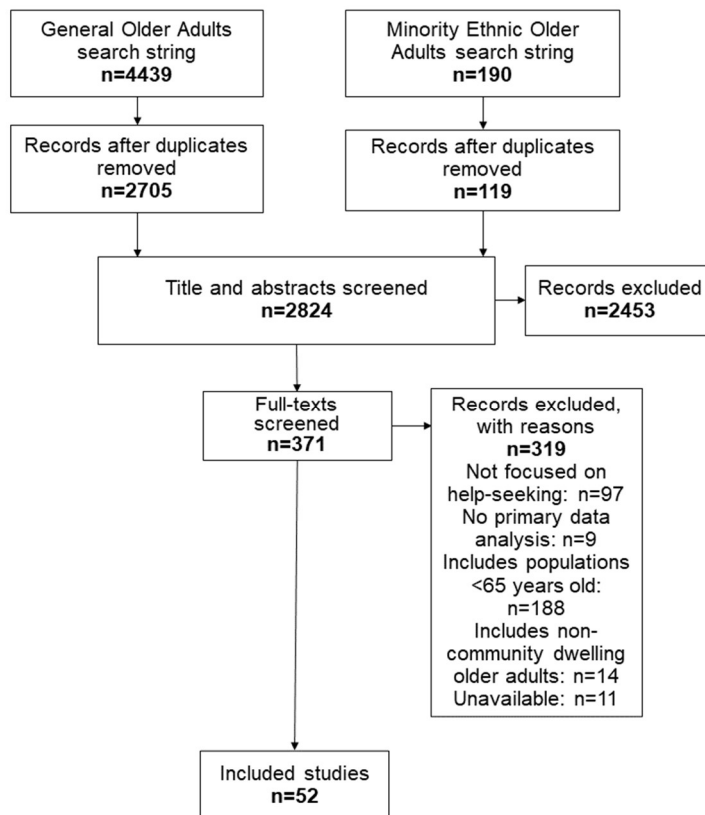 General Older Adults
search string
n=4439
Minority Ethnic Older
Adults search string
n=190
Records after duplicates
removed
n=2705
Records after duplicates
removed
n=119
Title and abstracts screened
n=2824
Records excluded
n=2453
Full-texts
screened
n=371
Records excluded,
with reasons
n=319
Not focused on
help-seeking: n=97
No primary data
analysis: n=9
Includes populations
<65 years old:
n=188
Includes non-
community dwelling
older adults: n=14
Unavailable: n=11
Included studies
n=52